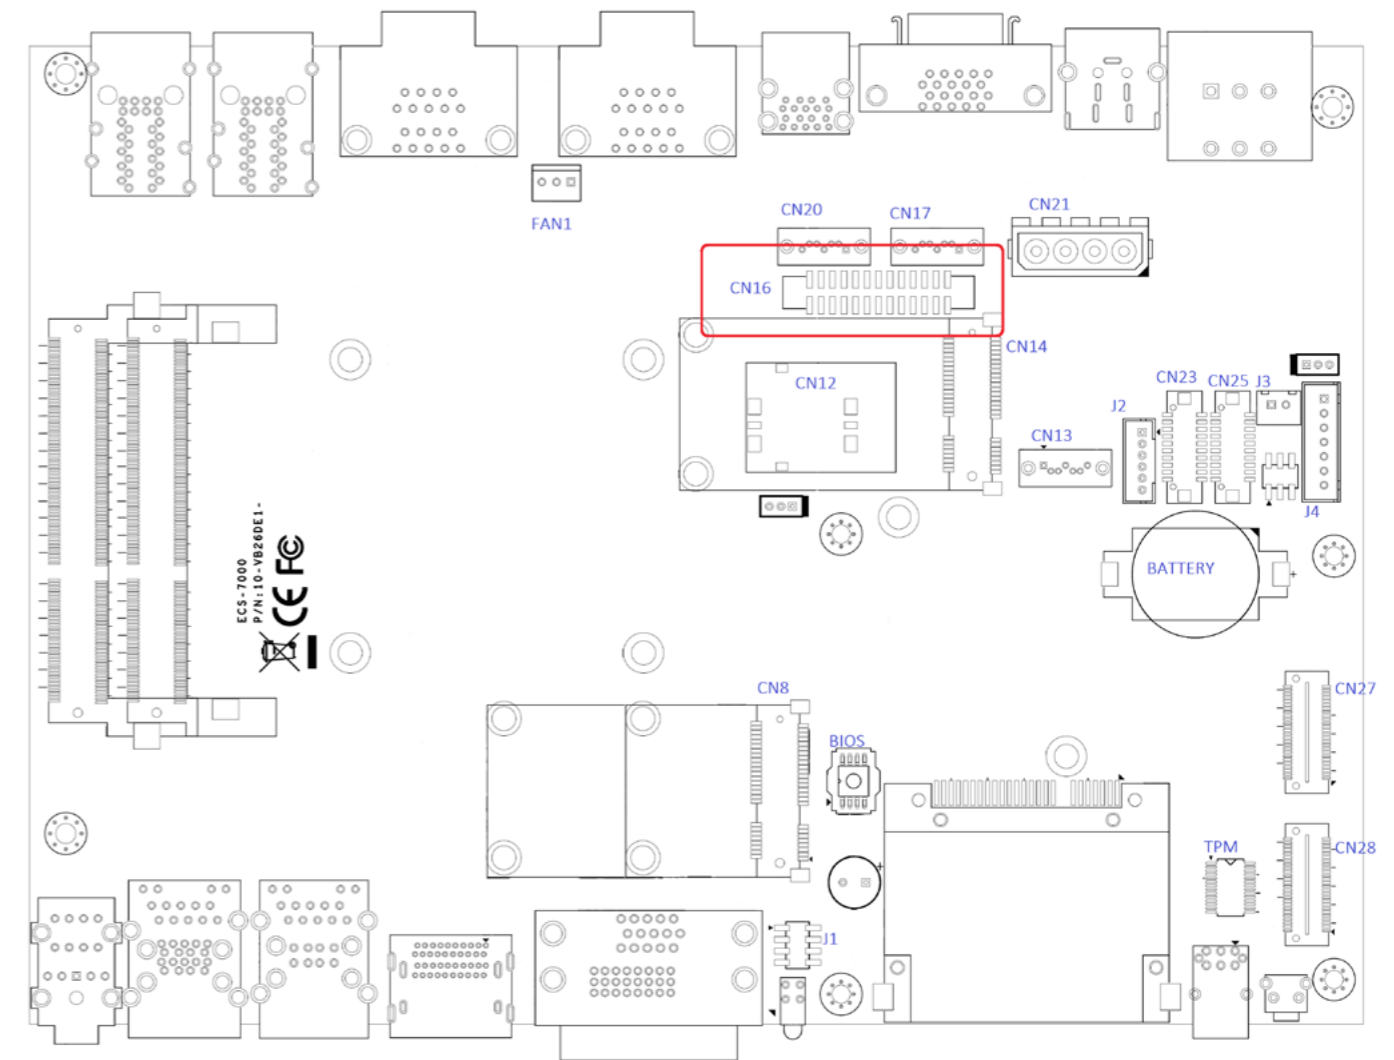 FAN1
CN20
CN17
CN21
CN16
CN14
CN12
CN23
CN25
J3
J2
CN13
J4
BATTERY
+
ECS-7000
P/N:10-VB26DE1-
CE FC
CN8
CN27
BIOS
TPM
CN28
+
J1